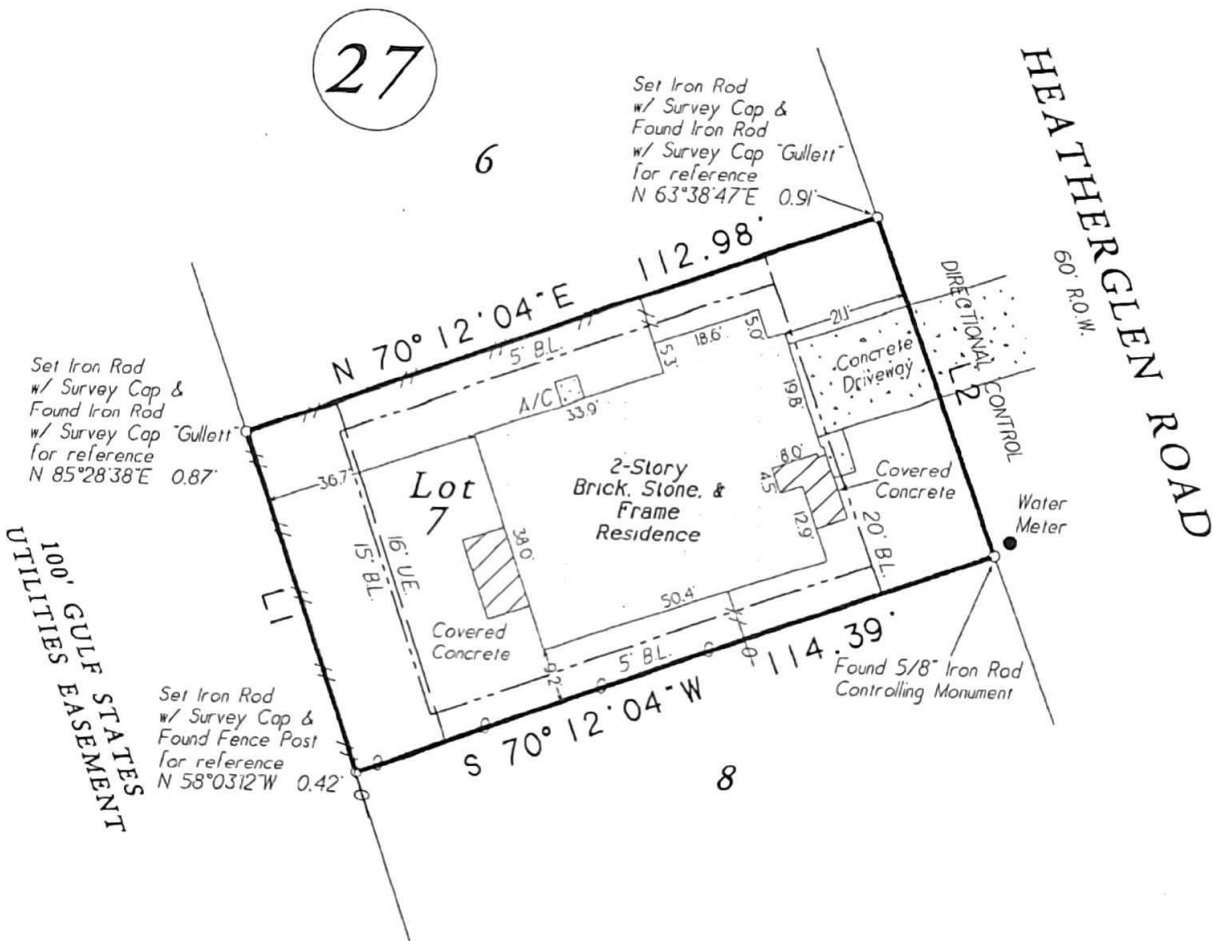 27
6
Set Iron Rod
w/ Survey Cap &
Found Iron Rod
w/ Survey Cap "Gullett"
for reference
N 63°38'47"E 0.91'
HEATHERGLEN ROAD
60' R.O.W.
N 70°12'04"E 112.98'
DIRECTIONAL CONTROL
L2
Set Iron Rod
w/ Survey Cap &
Found Iron Rod
w/ Survey Cap "Gullett"
for reference
N 85°28'38"E 0.87'
5' B.L.
18.6'
5.0'
5.3'
A/C
33.9'
Concrete
Driveway
19.8'
36.7'
Lot
7
2-Story
Brick, Stone, &
Frame
Residence
8.0'
4.5'
12.9'
Covered
Concrete
Water
Meter
20' B.L.
16' U.E.
15' B.L.
38.0'
50.4'
Covered
Concrete
9.2'
5' B.L.
L1
100' GULF STATES
UTILITIES EASEMENT
S 70°12'04"W 114.39'
Found 5/8" Iron Rod
Controlling Monument
Set Iron Rod
w/ Survey Cap &
Found Fence Post
for reference
N 58°03'12"W 0.42'
8